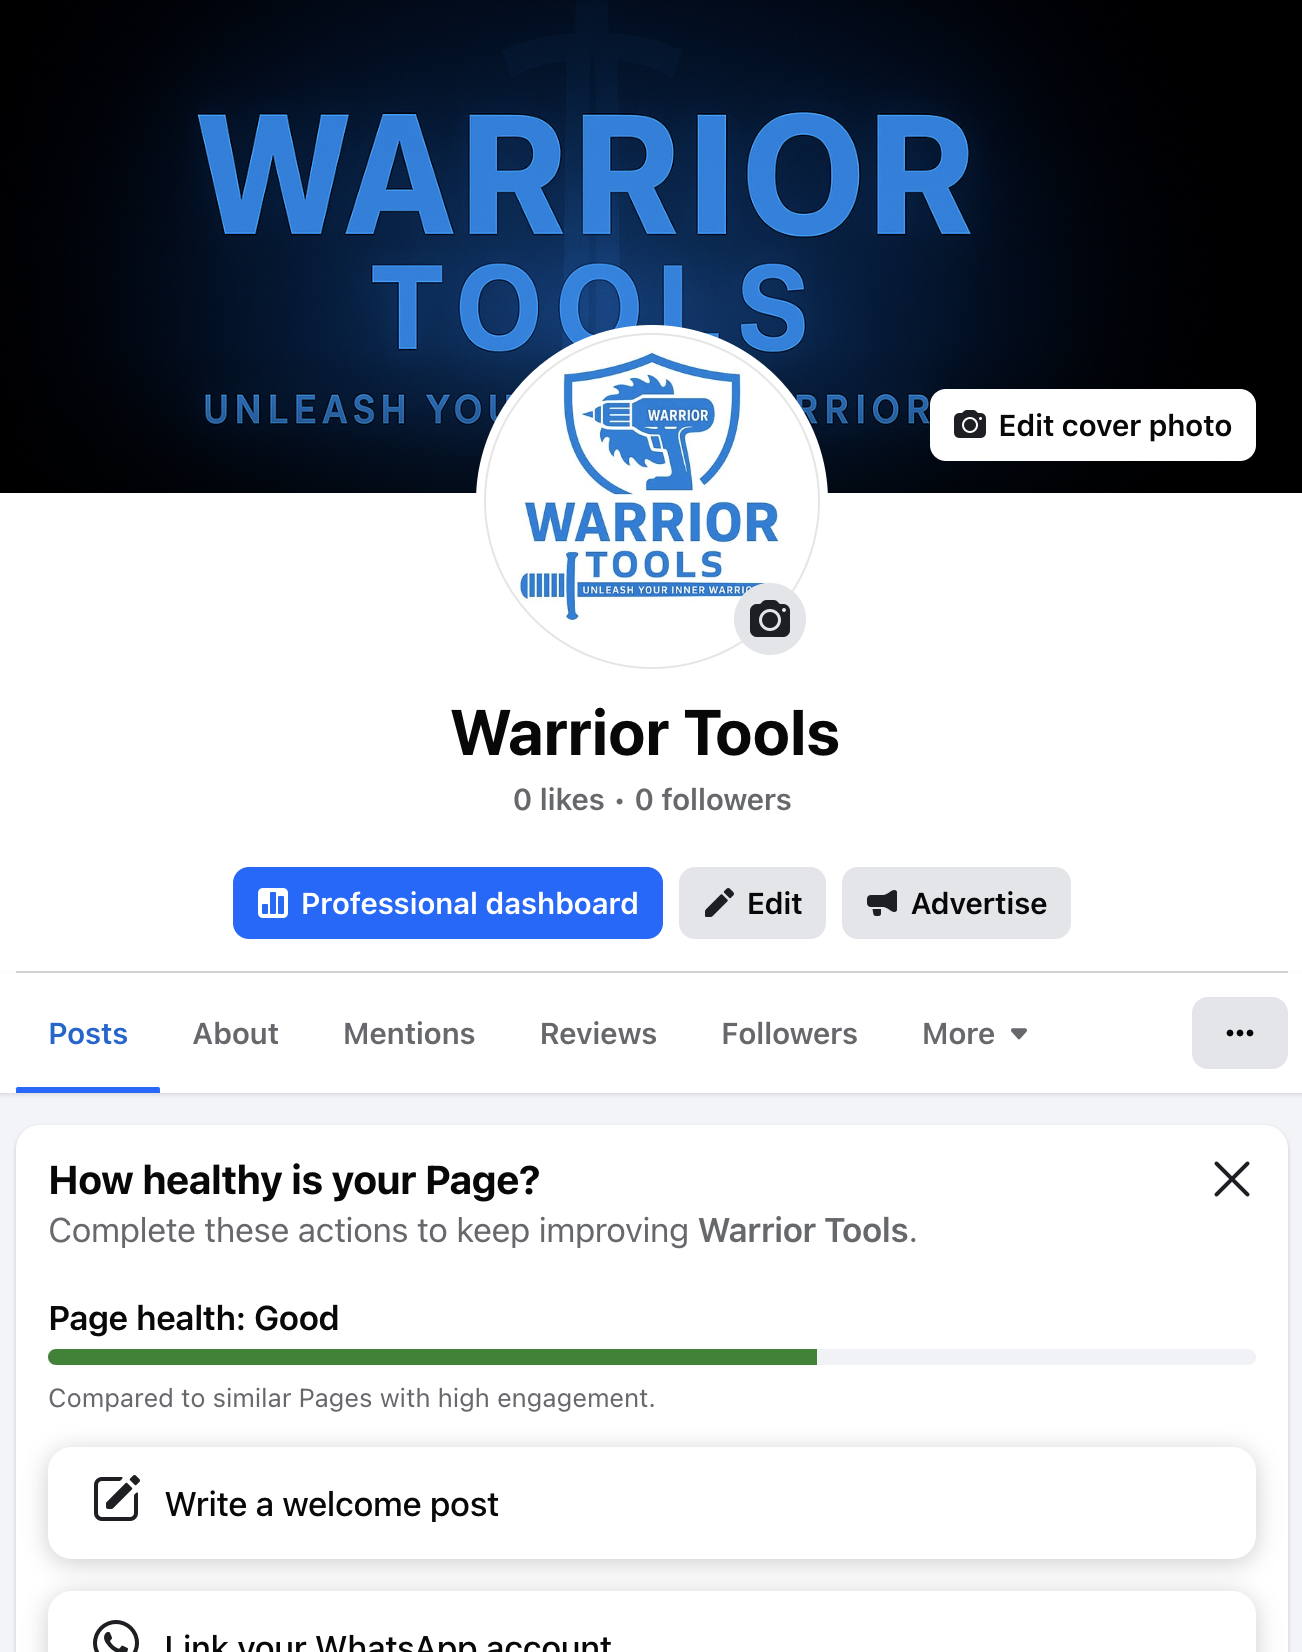 WARRIOR
TOOLS
UNLEASH YOU RRIOR
Edit cover photo
WARRIOR
WARRIOR
TOOLS
UNLEASH YOUR INNER WARRIO
Warrior Tools
0 likes • 0 followers
Professional dashboard
Edit
Advertise
Posts
About
Mentions
Reviews
Followers
More
How healthy is your Page?
Complete these actions to keep improving Warrior Tools.
Page health: Good
Compared to similar Pages with high engagement.
Write a welcome post
Link your WhatsApp account